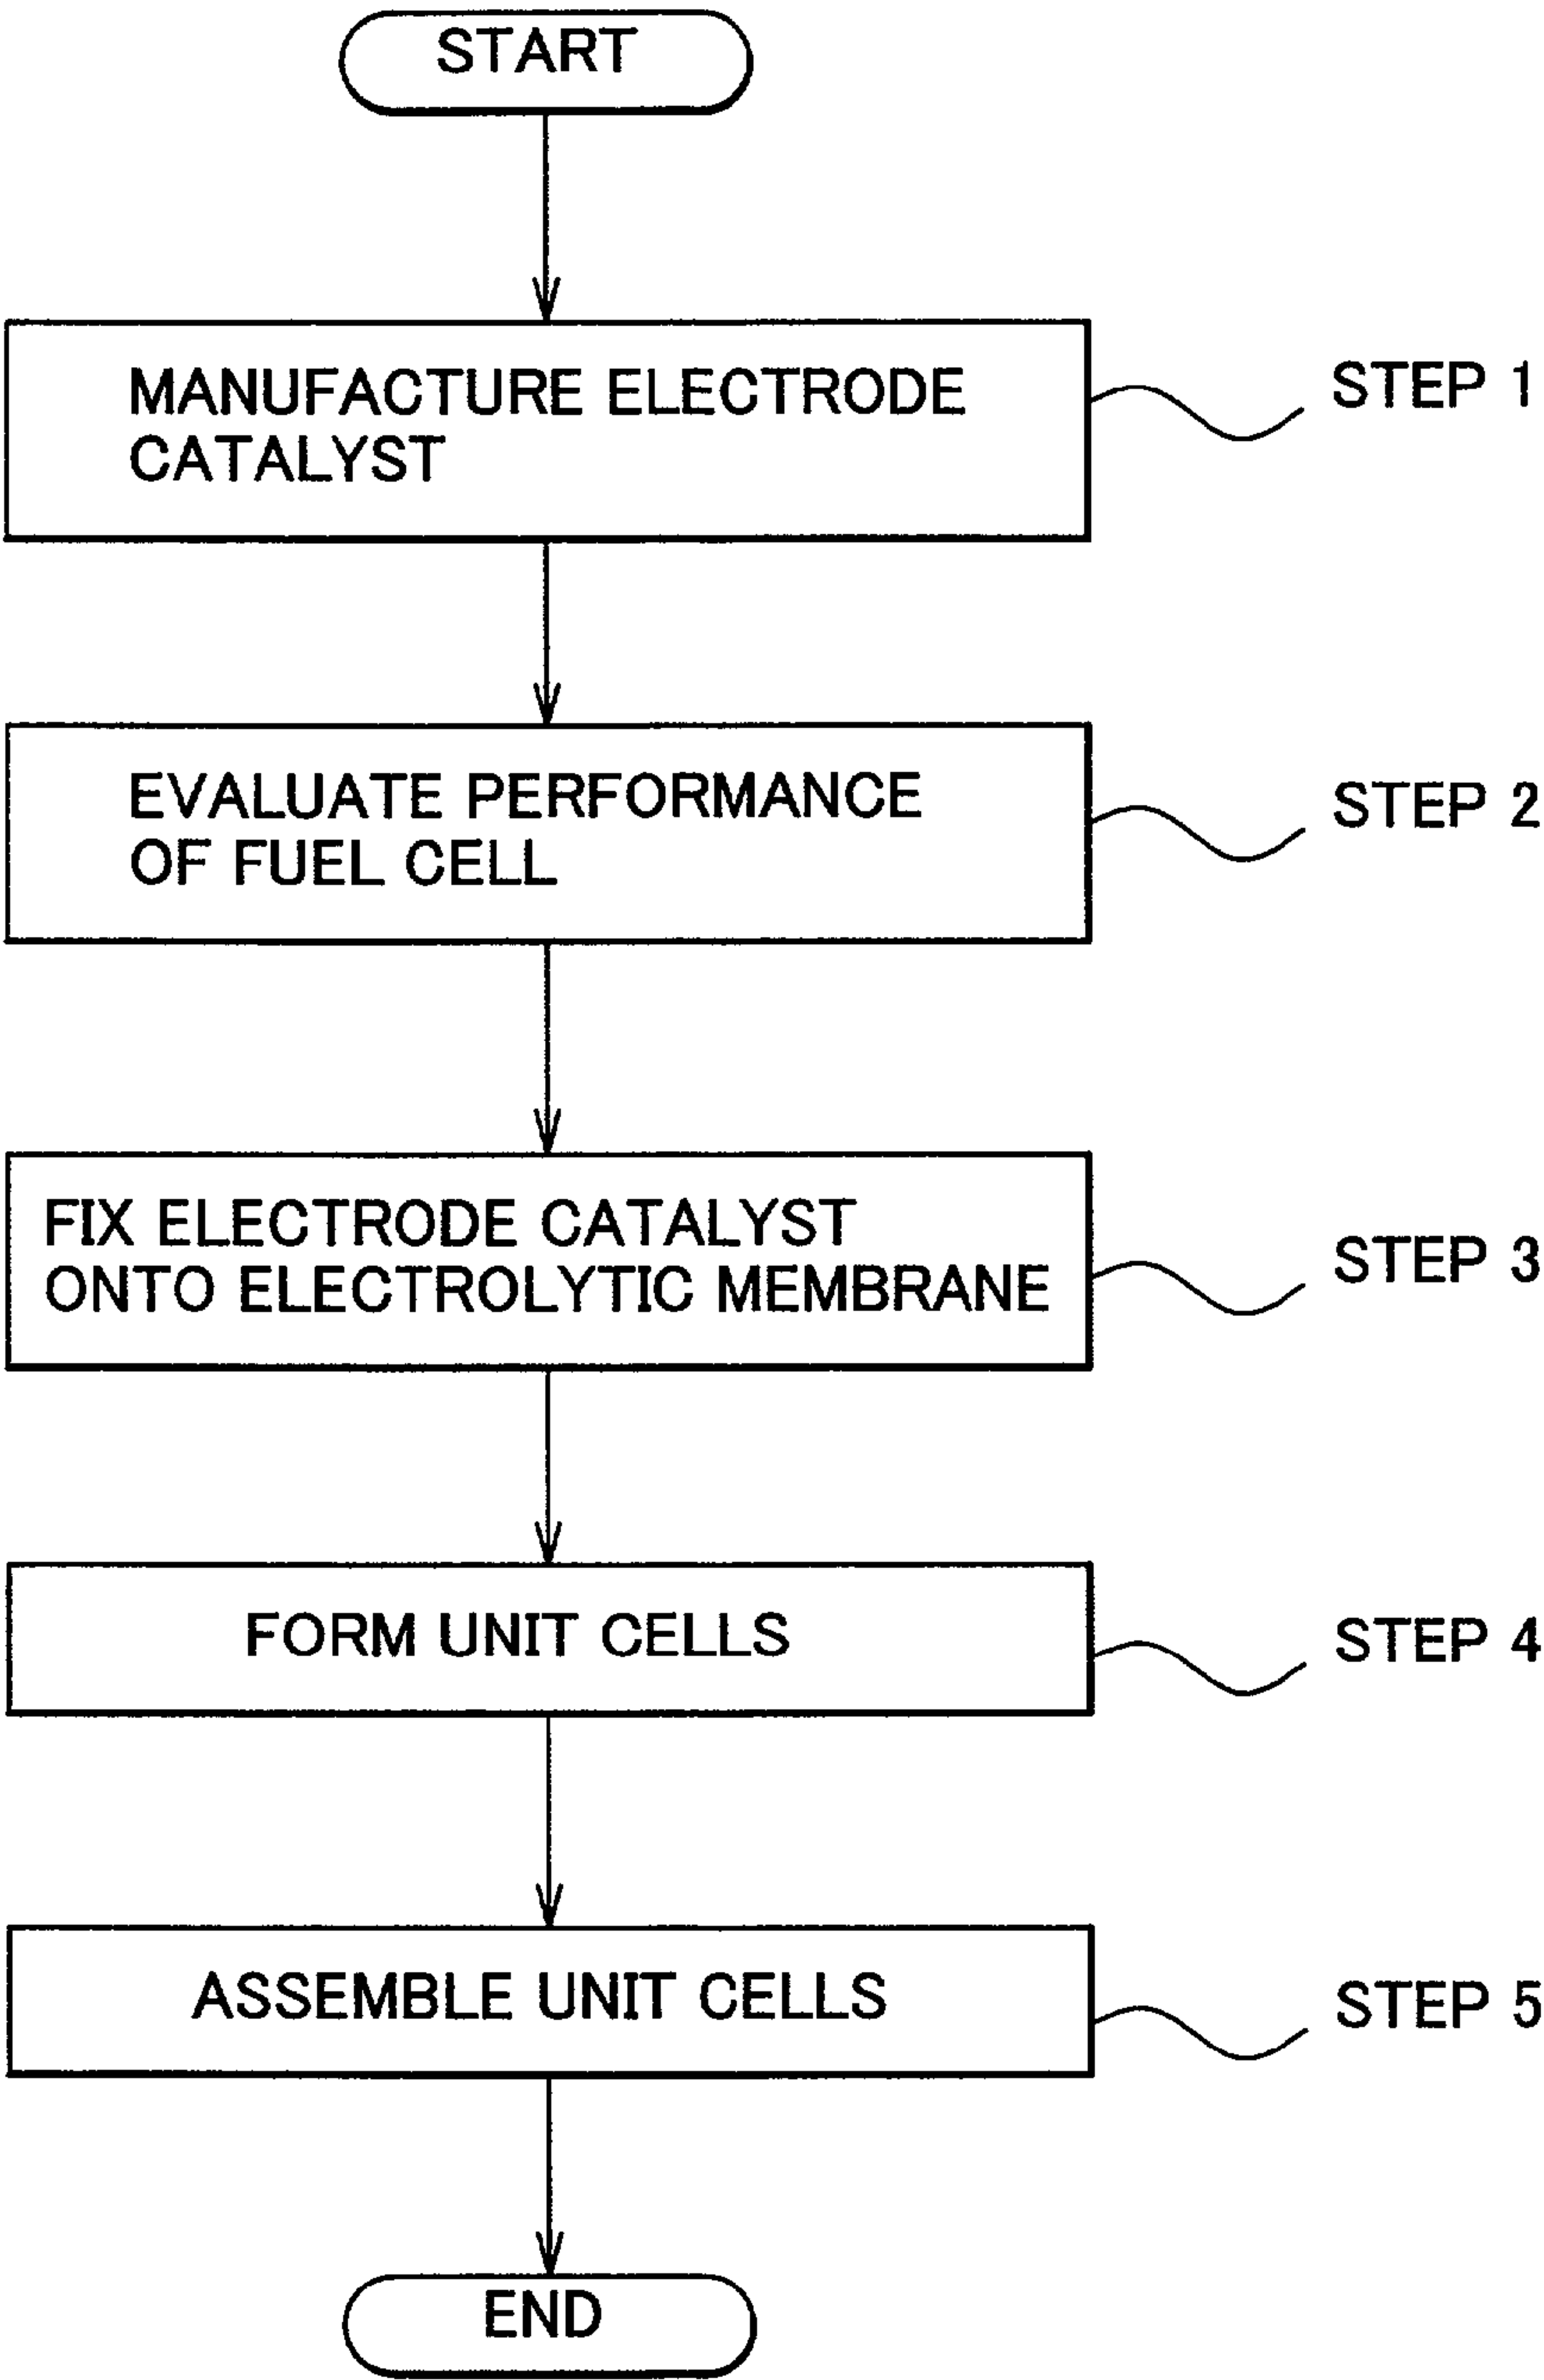 START
MANUFACTURE ELECTRODE
CATALYST
STEP 1
EVALUATE PERFORMANCE
OF FUEL CELL
STEP 2
FIX ELECTRODE CATALYST
ONTO ELECTROLYTIC MEMBRANE
STEP 3
FORM UNIT CELLS
STEP 4
ASSEMBLE UNIT CELLS
STEP 5
END